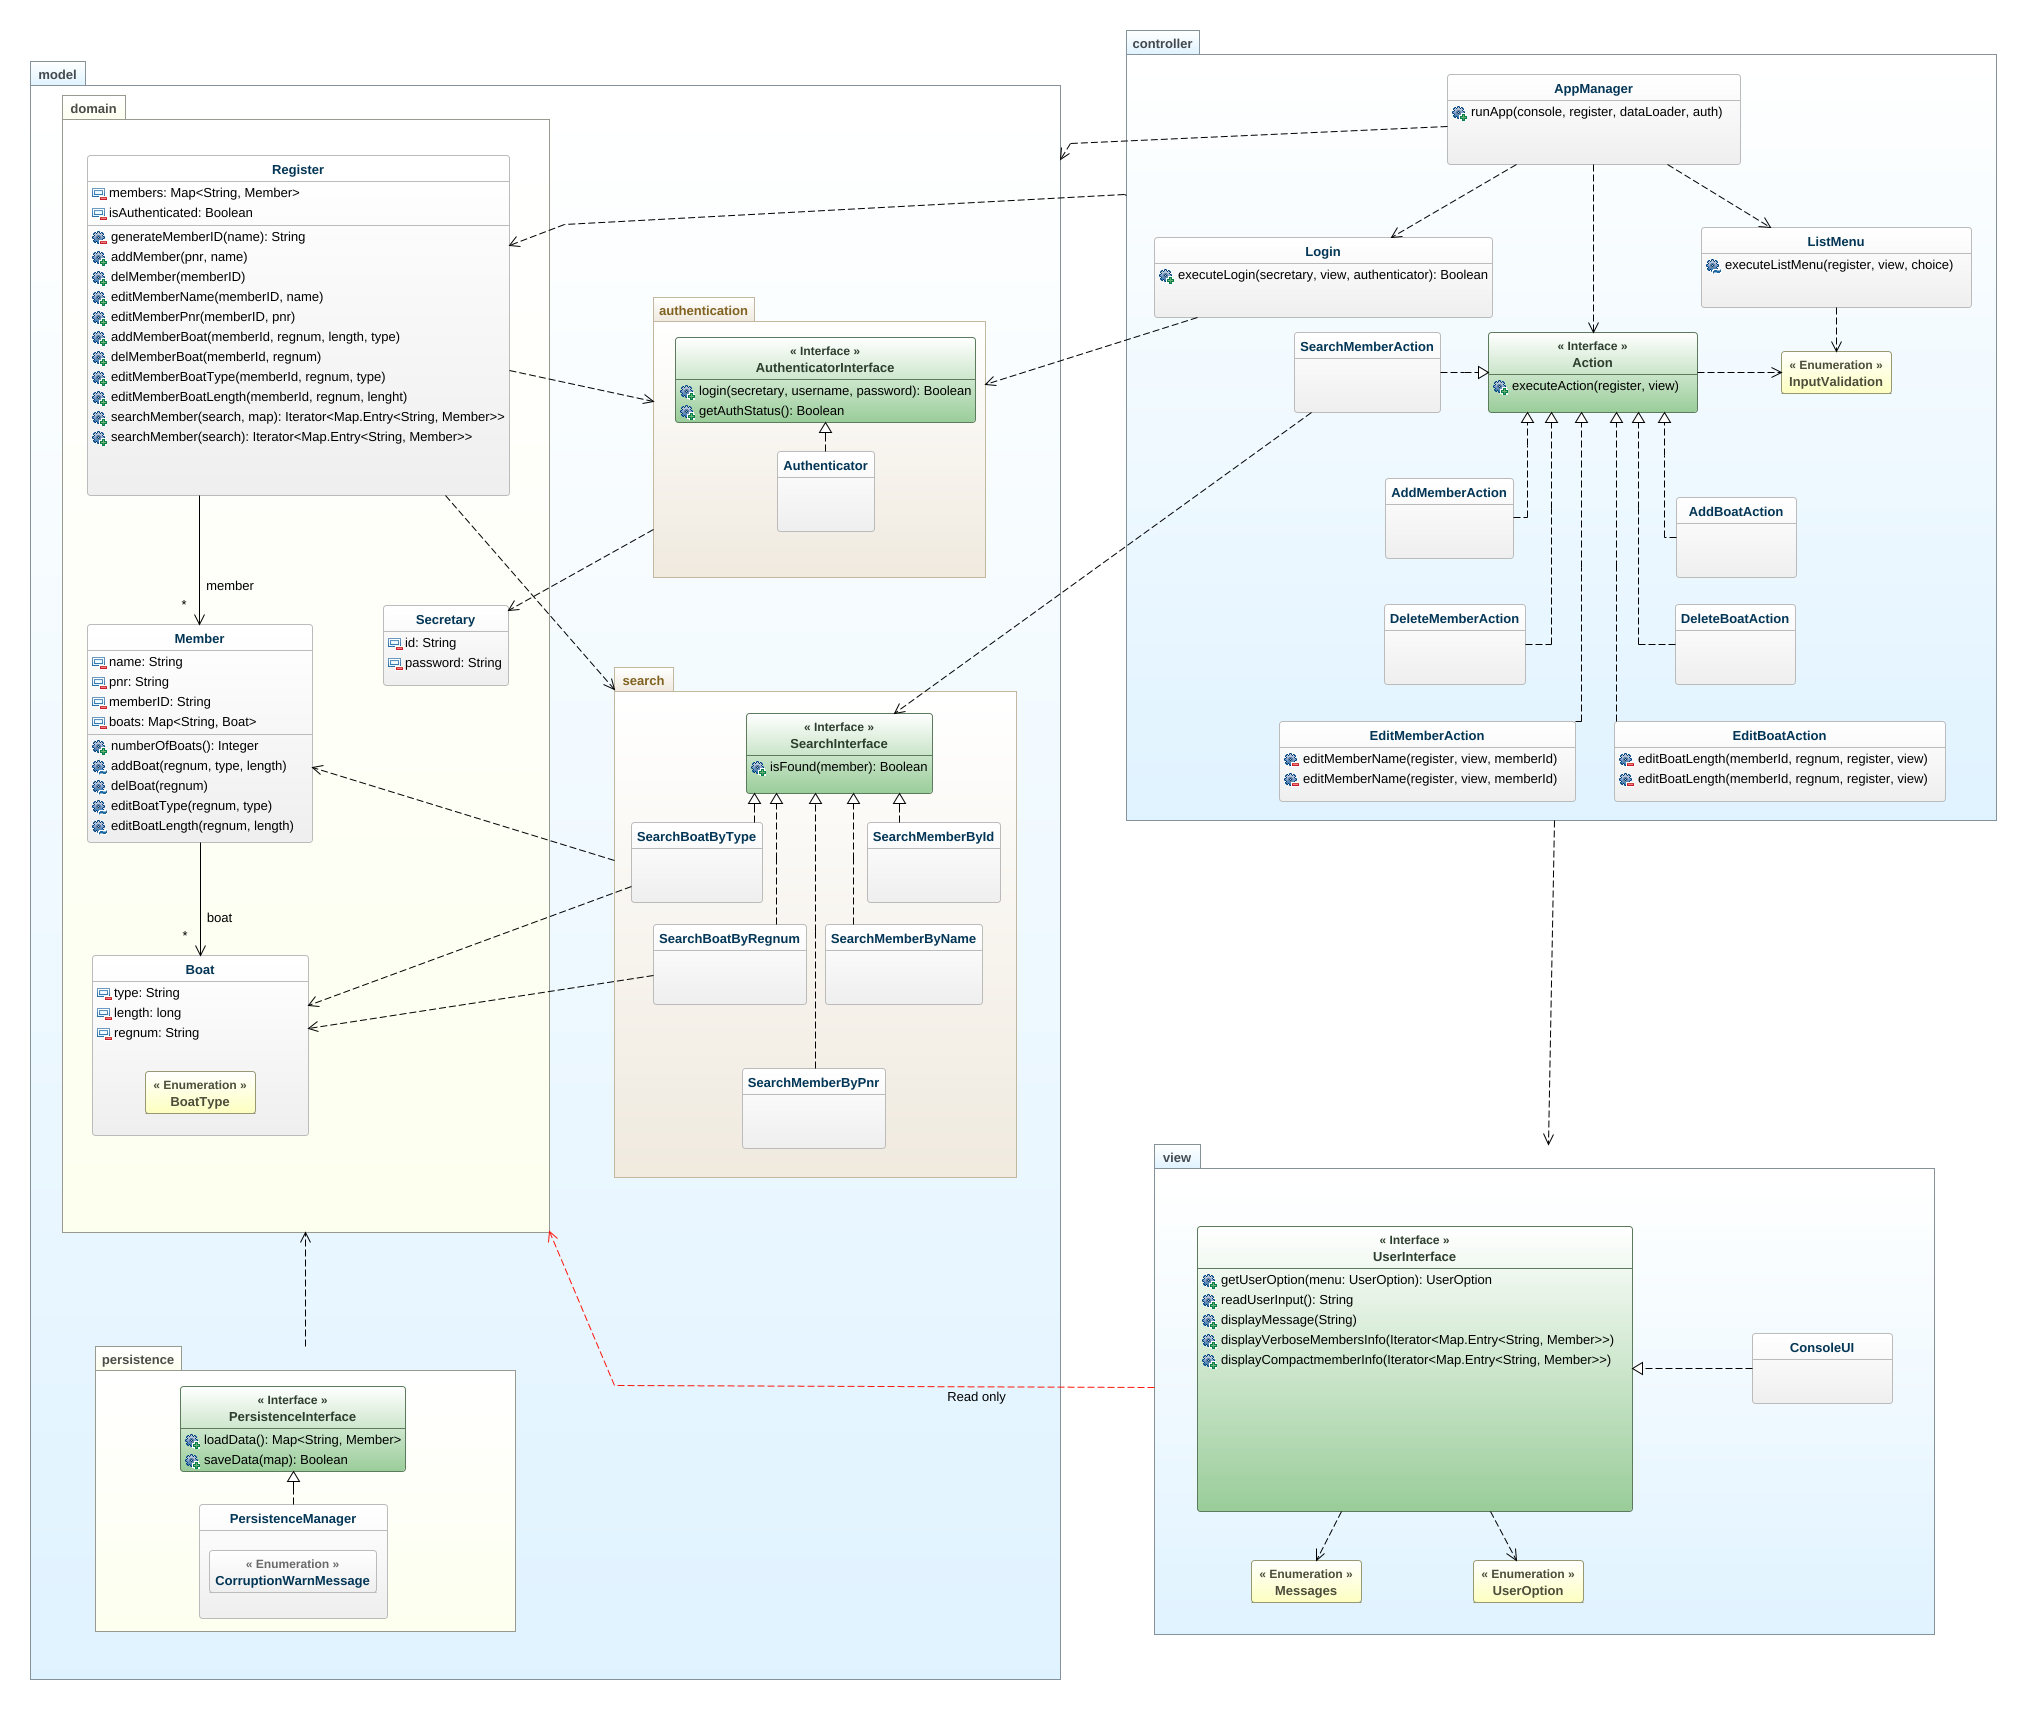 model
domain
Register
members: Map<String, Member>
isAuthenticated: Boolean
generateMemberID(name): String
addMember(pnr, name)
delMember(memberID)
editMemberName(memberID, name)
editMemberPnr(memberID, pnr)
addMemberBoat(memberId, regnum, length, type)
delMemberBoat(memberId, regnum)
editMemberBoatType(memberId, regnum, type)
editMemberBoatLength(memberId, regnum, lenght)
searchMember(search, map): Iterator<Map.Entry<String, Member>>
searchMember(search): Iterator<Map.Entry<String, Member>>
member
*
Member
name: String
pnr: String
memberID: String
boats: Map<String, Boat>
numberOfBoats(): Integer
addBoat(regnum, type, length)
delBoat(regnum)
editBoatType(regnum, type)
editBoatLength(regnum, length)
boat
*
Boat
type: String
length: long
regnum: String
« Enumeration »
BoatType
Secretary
id: String
password: String
authentication
« Interface »
AuthenticatorInterface
login(secretary, username, password): Boolean
getAuthStatus(): Boolean
Authenticator
search
« Interface »
SearchInterface
isFound(member): Boolean
SearchBoatByType
SearchMemberById
SearchBoatByRegnum
SearchMemberByName
SearchMemberByPnr
persistence
« Interface »
PersistenceInterface
loadData(): Map<String, Member>
saveData(map): Boolean
PersistenceManager
« Enumeration »
CorruptionWarnMessage
Read only
controller
AppManager
runApp(console, register, dataLoader, auth)
Login
executeLogin(secretary, view, authenticator): Boolean
ListMenu
executeListMenu(register, view, choice)
SearchMemberAction
« Interface »
Action
executeAction(register, view)
« Enumeration »
InputValidation
AddMemberAction
AddBoatAction
DeleteMemberAction
DeleteBoatAction
EditMemberAction
editMemberName(register, view, memberId)
editMemberName(register, view, memberId)
EditBoatAction
editBoatLength(memberId, regnum, register, view)
editBoatLength(memberId, regnum, register, view)
view
« Interface »
UserInterface
getUserOption(menu: UserOption): UserOption
readUserInput(): String
displayMessage(String)
displayVerboseMembersInfo(Iterator<Map.Entry<String, Member>>)
displayCompactmemberInfo(Iterator<Map.Entry<String, Member>>)
ConsoleUI
« Enumeration »
Messages
« Enumeration »
UserOption